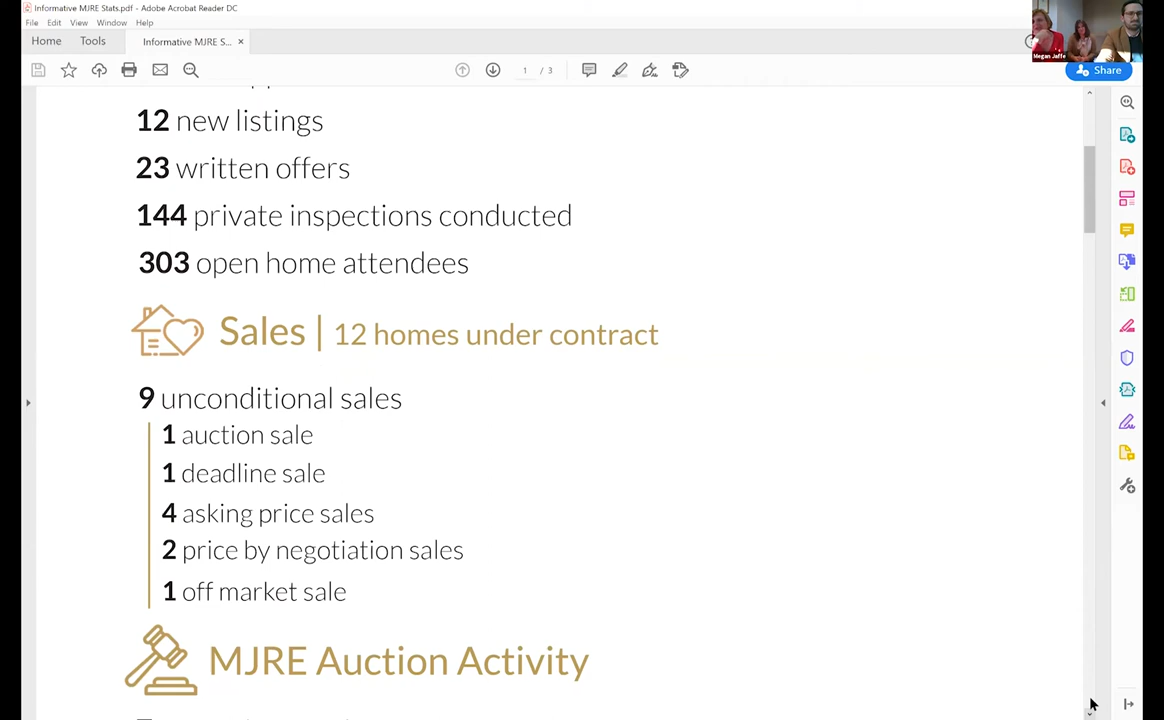 Informative MJRE Stats.pdf - Adobe Acrobat Reader DC
File Edit View Window Help
Home Tools Informative MJRE S... ×
1 / 3
Share
Megan Jaffe
12 new listings
23 written offers
144 private inspections conducted
303 open home attendees
Sales | 12 homes under contract
9 unconditional sales
1 auction sale
1 deadline sale
4 asking price sales
2 price by negotiation sales
1 off market sale
MJRE Auction Activity